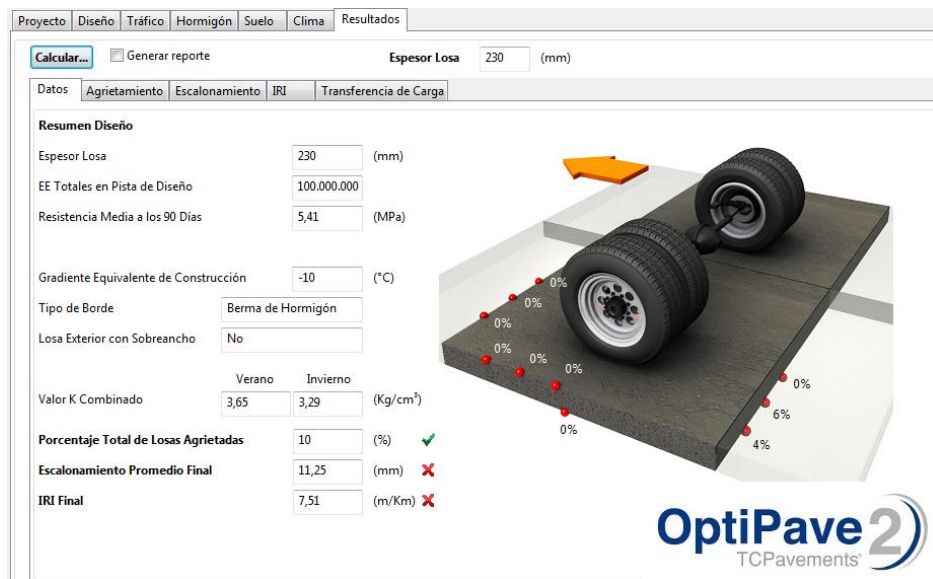 Proyecto Diseño Tráfico Hormigón Suelo Clima Resultados
Calcular... Generar reporte Espesor Losa 230 (mm)
Datos Agrietamiento Escalonamiento IRI Transferencia de Carga
Resumen Diseño
Espesor Losa 230 (mm)
EE Totales en Pista de Diseño 100.000.000
Resistencia Media a los 90 Días 5,41 (MPa)
Gradiente Equivalente de Construcción -10 (°C)
Tipo de Borde Berma de Hormigón
Losa Exterior con Sobreancho No
Verano Invierno
Valor K Combinado 3,65 3,29 (Kg/cm³)
Porcentaje Total de Losas Agrietadas 10 (%)
Escalonamiento Promedio Final 11,25 (mm)
IRI Final 7,51 (m/Km)
0%
0%
0%
0%
0%
0%
0%
0%
6%
4%
OptiPave 2
TCPavements